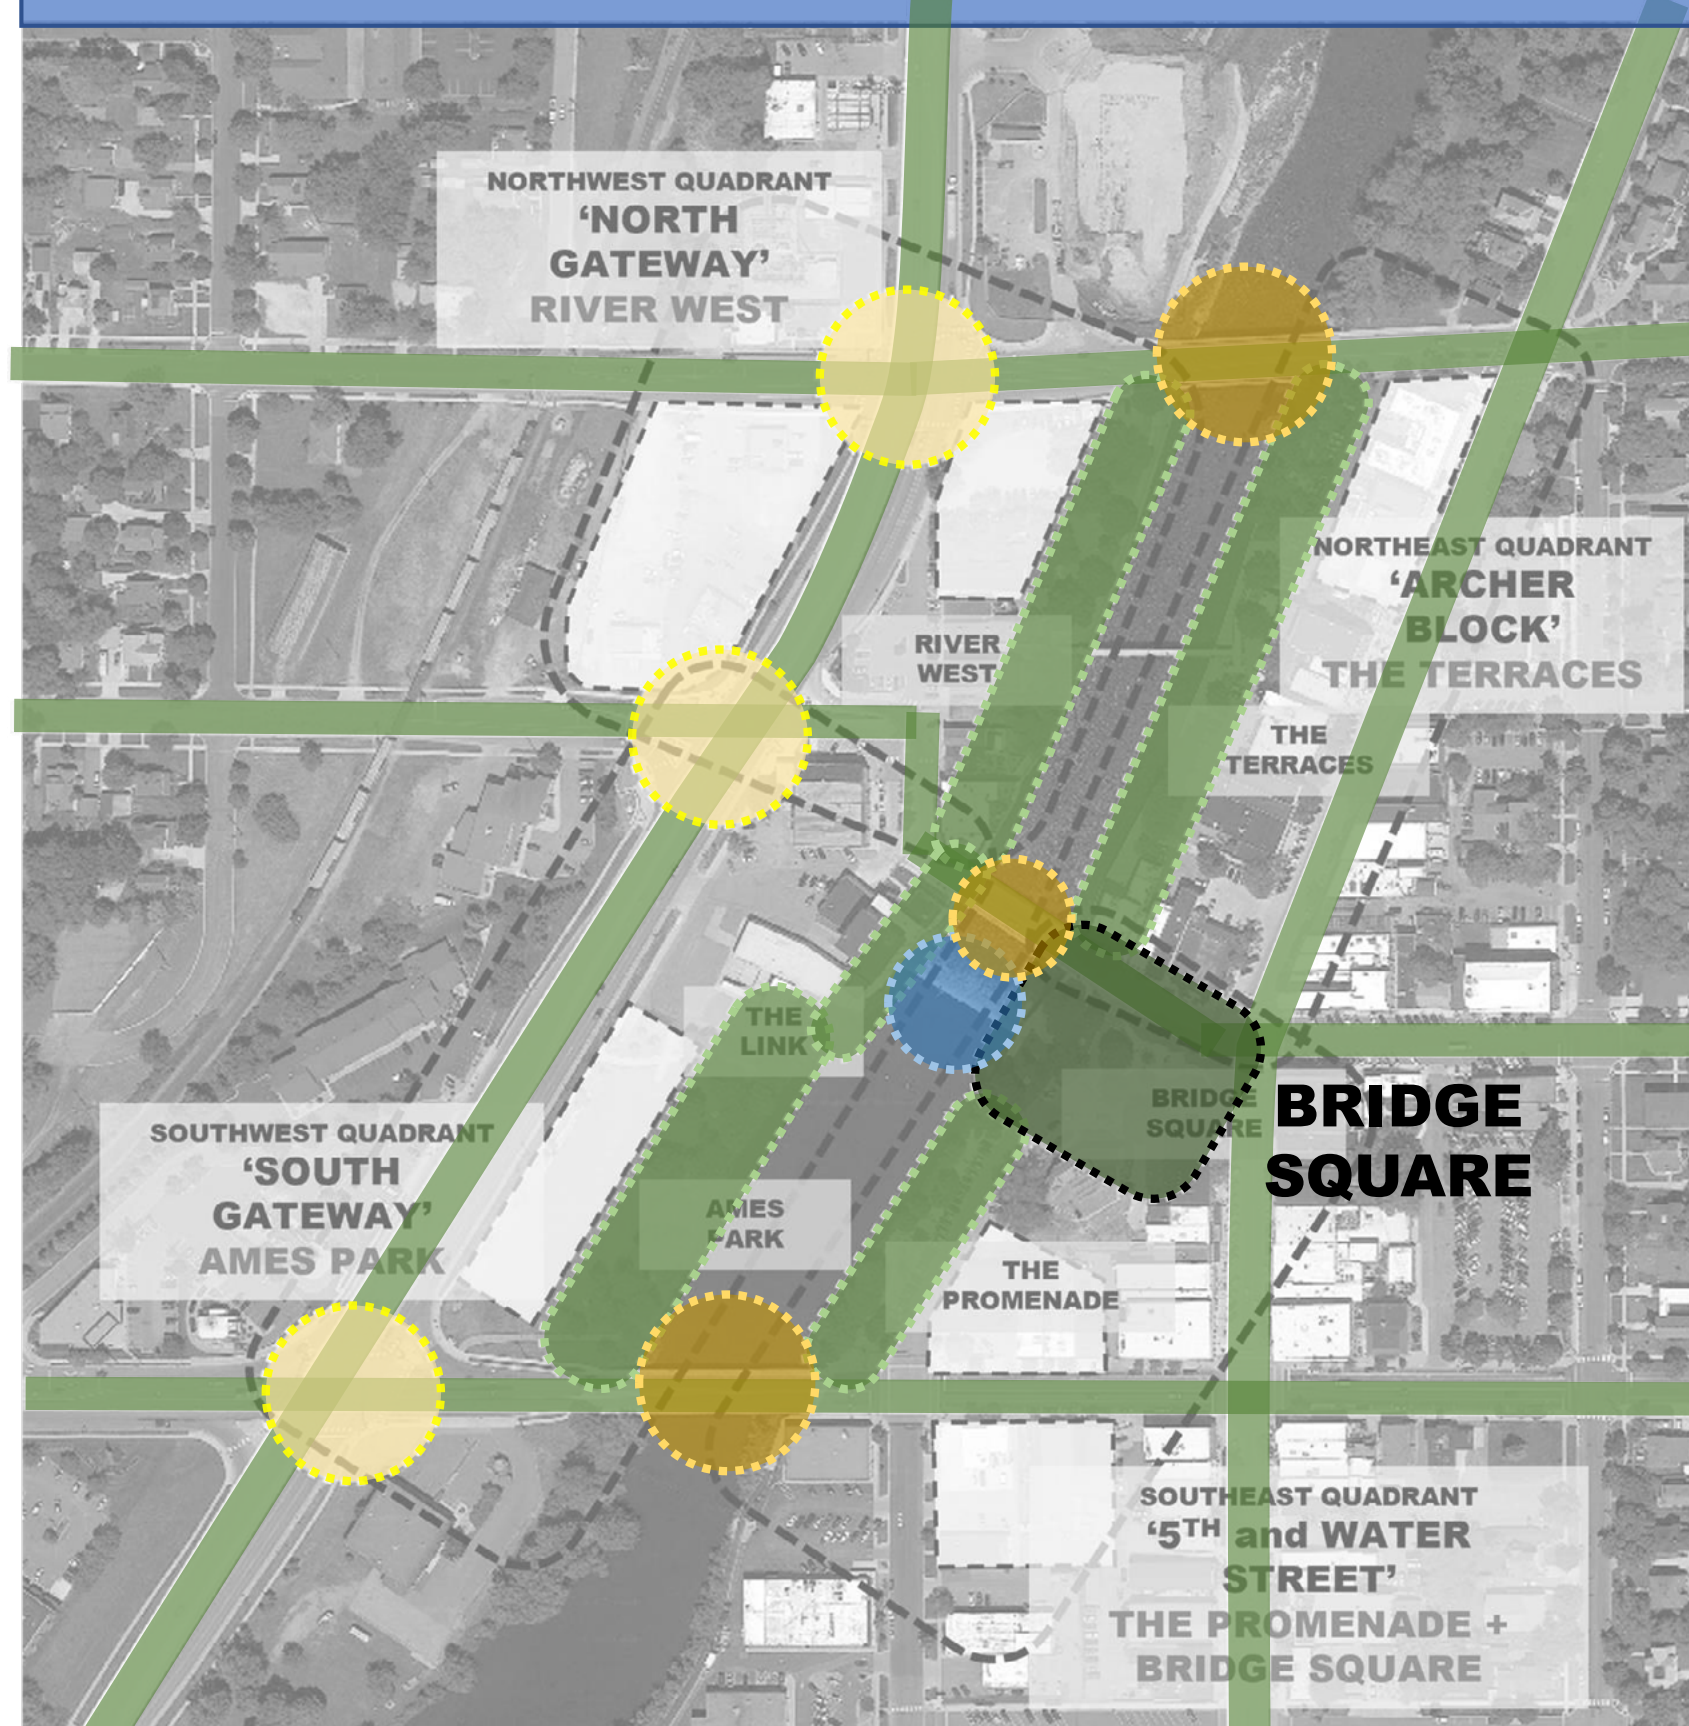 NORTHWEST QUADRANT
‘NORTH
GATEWAY’
RIVER WEST
NORTHEAST QUADRANT
‘ARCHER
BLOCK’
THE TERRACES
RIVER
WEST
THE
TERRACES
THE
LINK
BRIDGE
SQUARE
BRIDGE
SQUARE
SOUTHWEST QUADRANT
‘SOUTH
GATEWAY’
AMES PARK
AMES
PARK
THE
PROMENADE
SOUTHEAST QUADRANT
‘5TH and WATER
STREET’
THE PROMENADE +
BRIDGE SQUARE